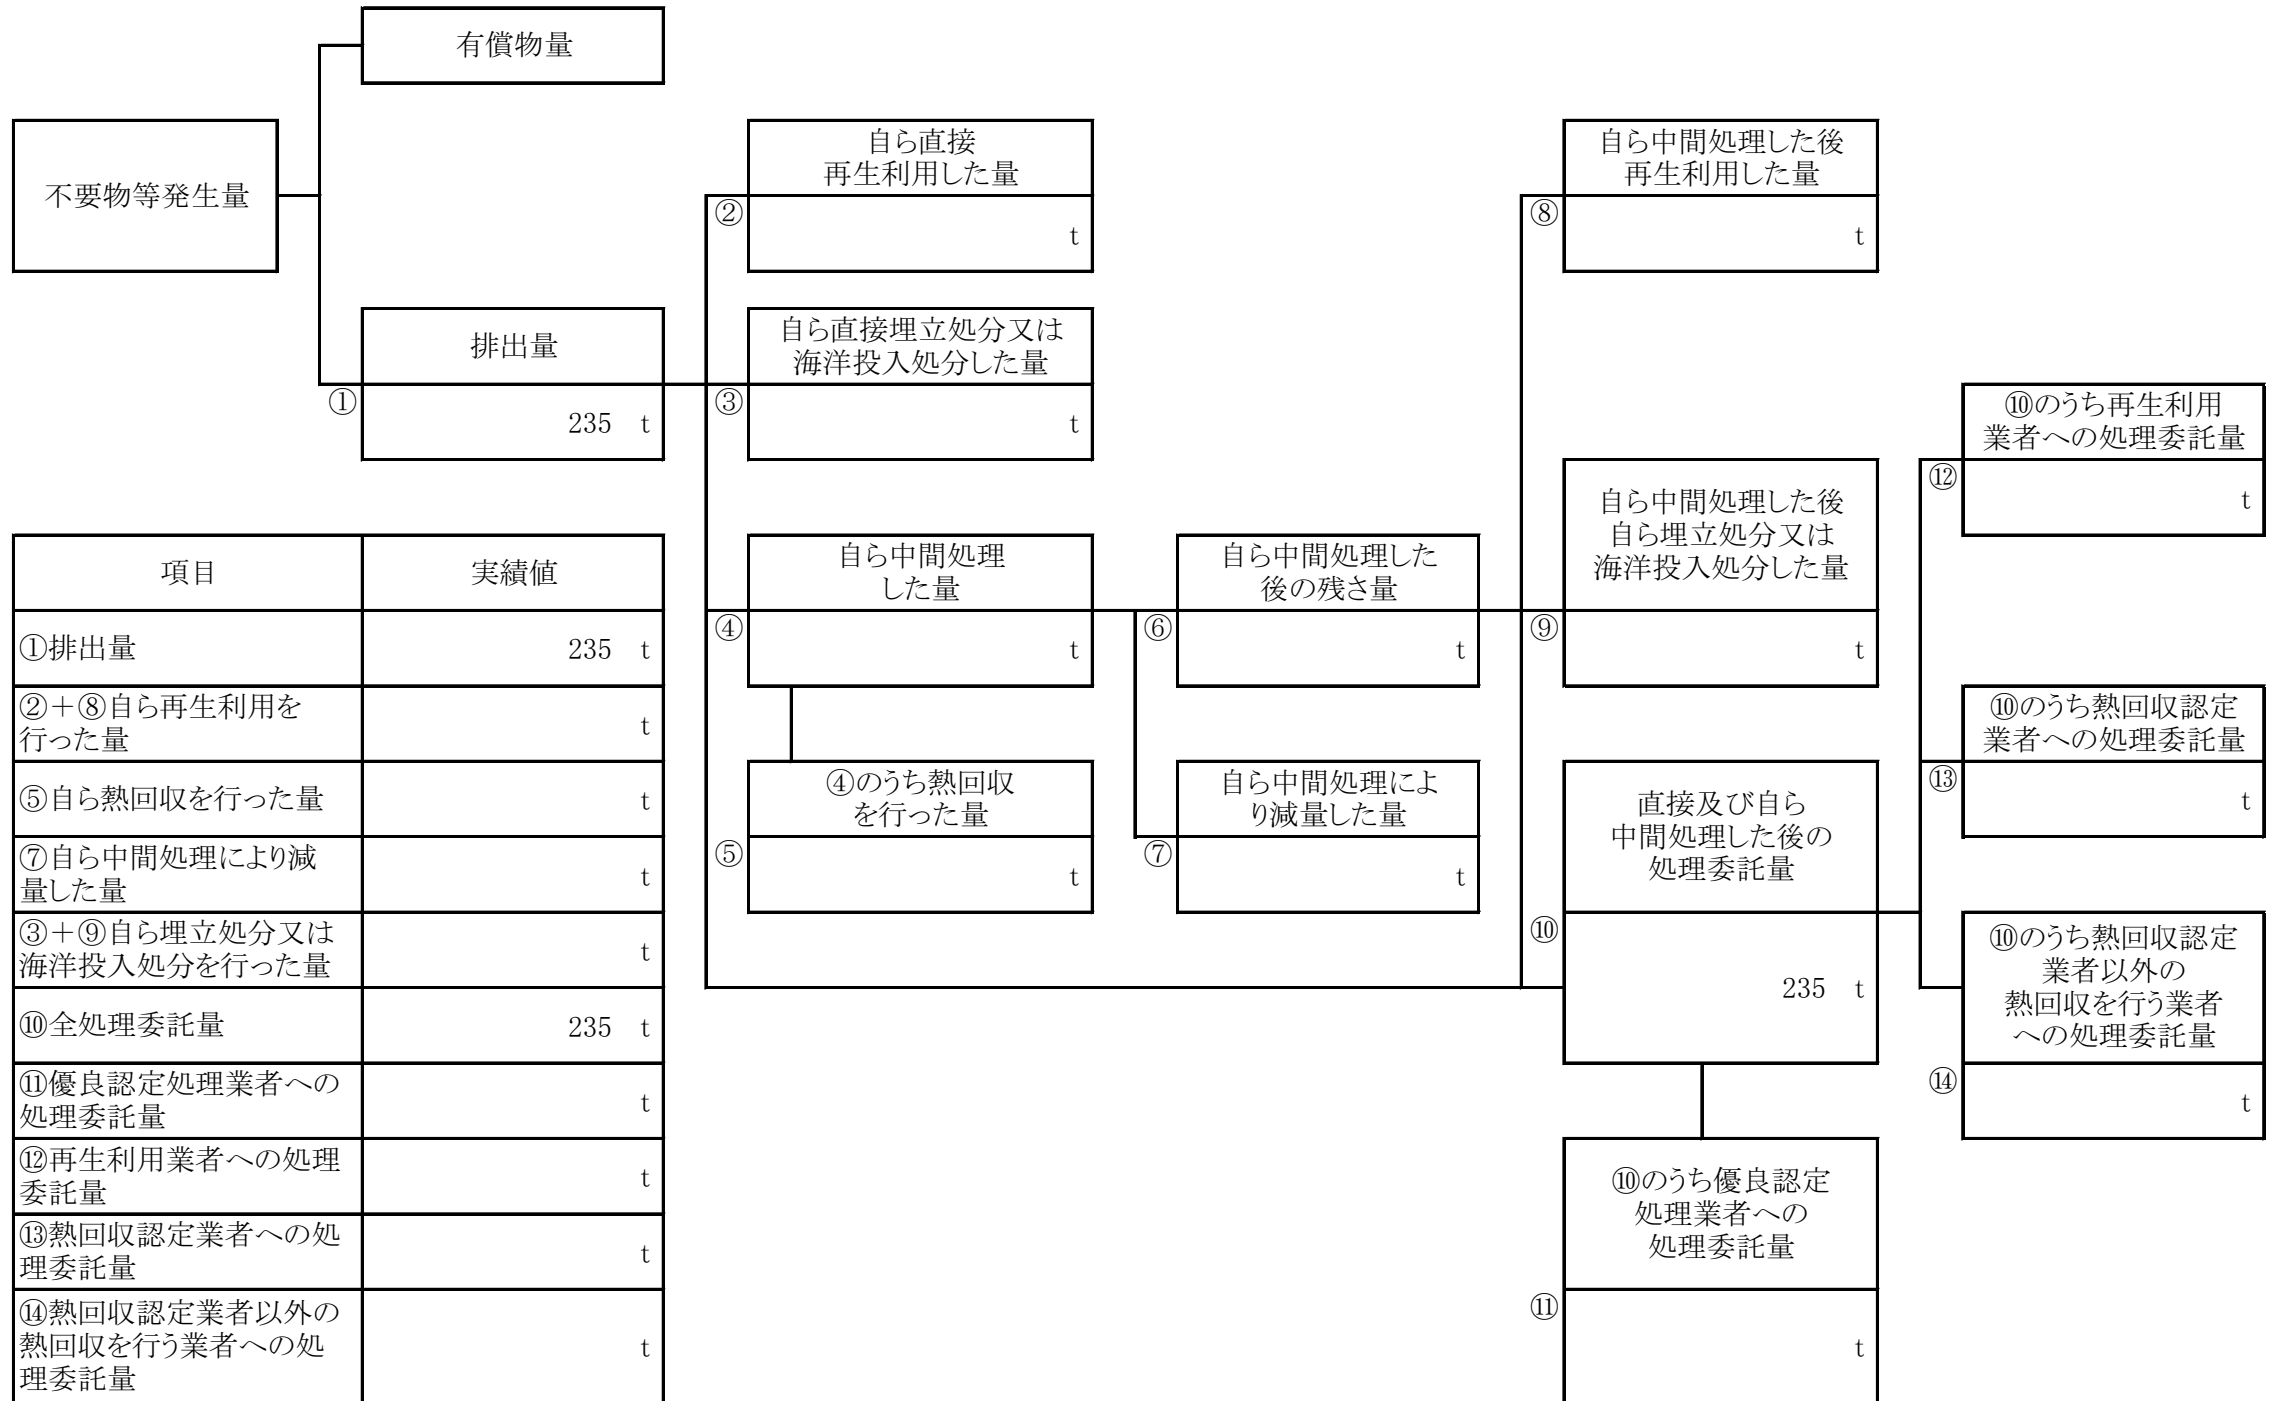 有償物量
不要物等発生量
排出量
①
235 t
自ら直接
再生利用した量
②
t
自ら直接埋立処分又は
海洋投入処分した量
③
t
自ら中間処理
した量
④
t
④のうち熱回収
を行った量
⑤
t
自ら中間処理した
後の残さ量
⑥
t
自ら中間処理によ
り減量した量
⑦
t
自ら中間処理した後
再生利用した量
⑧
t
自ら中間処理した後
自ら埋立処分又は
海洋投入処分した量
⑨
t
直接及び自ら
中間処理した後の
処理委託量
⑩
235 t
⑩のうち優良認定
処理業者への
処理委託量
⑪
t
⑩のうち再生利用
業者への処理委託量
⑫
t
⑩のうち熱回収認定
業者への処理委託量
⑬
t
⑩のうち熱回収認定
業者以外の
熱回収を行う業者
への処理委託量
⑭
t
項目 実績値
①排出量 235 t
②+⑧自ら再生利用を
行った量
t
⑤自ら熱回収を行った量 t
⑦自ら中間処理により減
量した量
t
③+⑨自ら埋立処分又は
海洋投入処分を行った量
t
⑩全処理委託量 235 t
⑪優良認定処理業者への
処理委託量
t
⑫再生利用業者への処理
委託量
t
⑬熱回収認定業者への処
理委託量
t
⑭熱回収認定業者以外の
熱回収を行う業者への処
理委託量
t